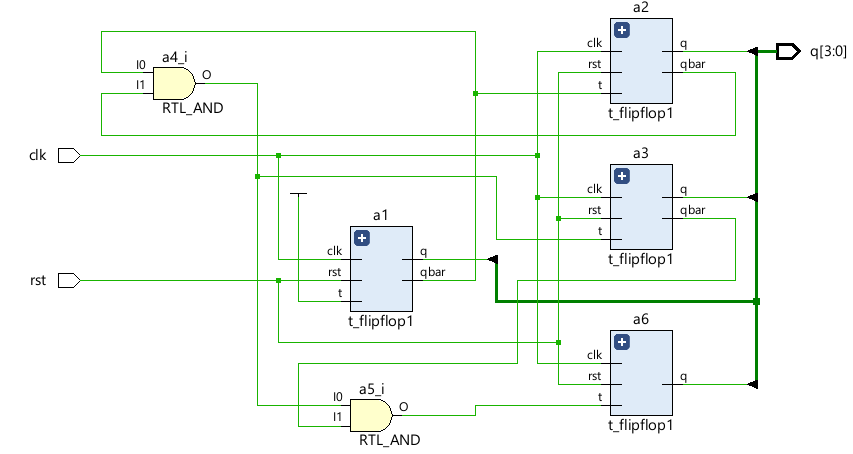 a2
clk
q
q[3:0]
rst
qbar
t
t_flipflop1
a4_i
I0
O
I1
RTL_AND
clk
a3
clk
q
rst
qbar
t
t_flipflop1
a1
clk
q
rst
rst
qbar
t
t_flipflop1
a6
clk
rst
q
t
t_flipflop1
a5_i
I0
O
I1
RTL_AND